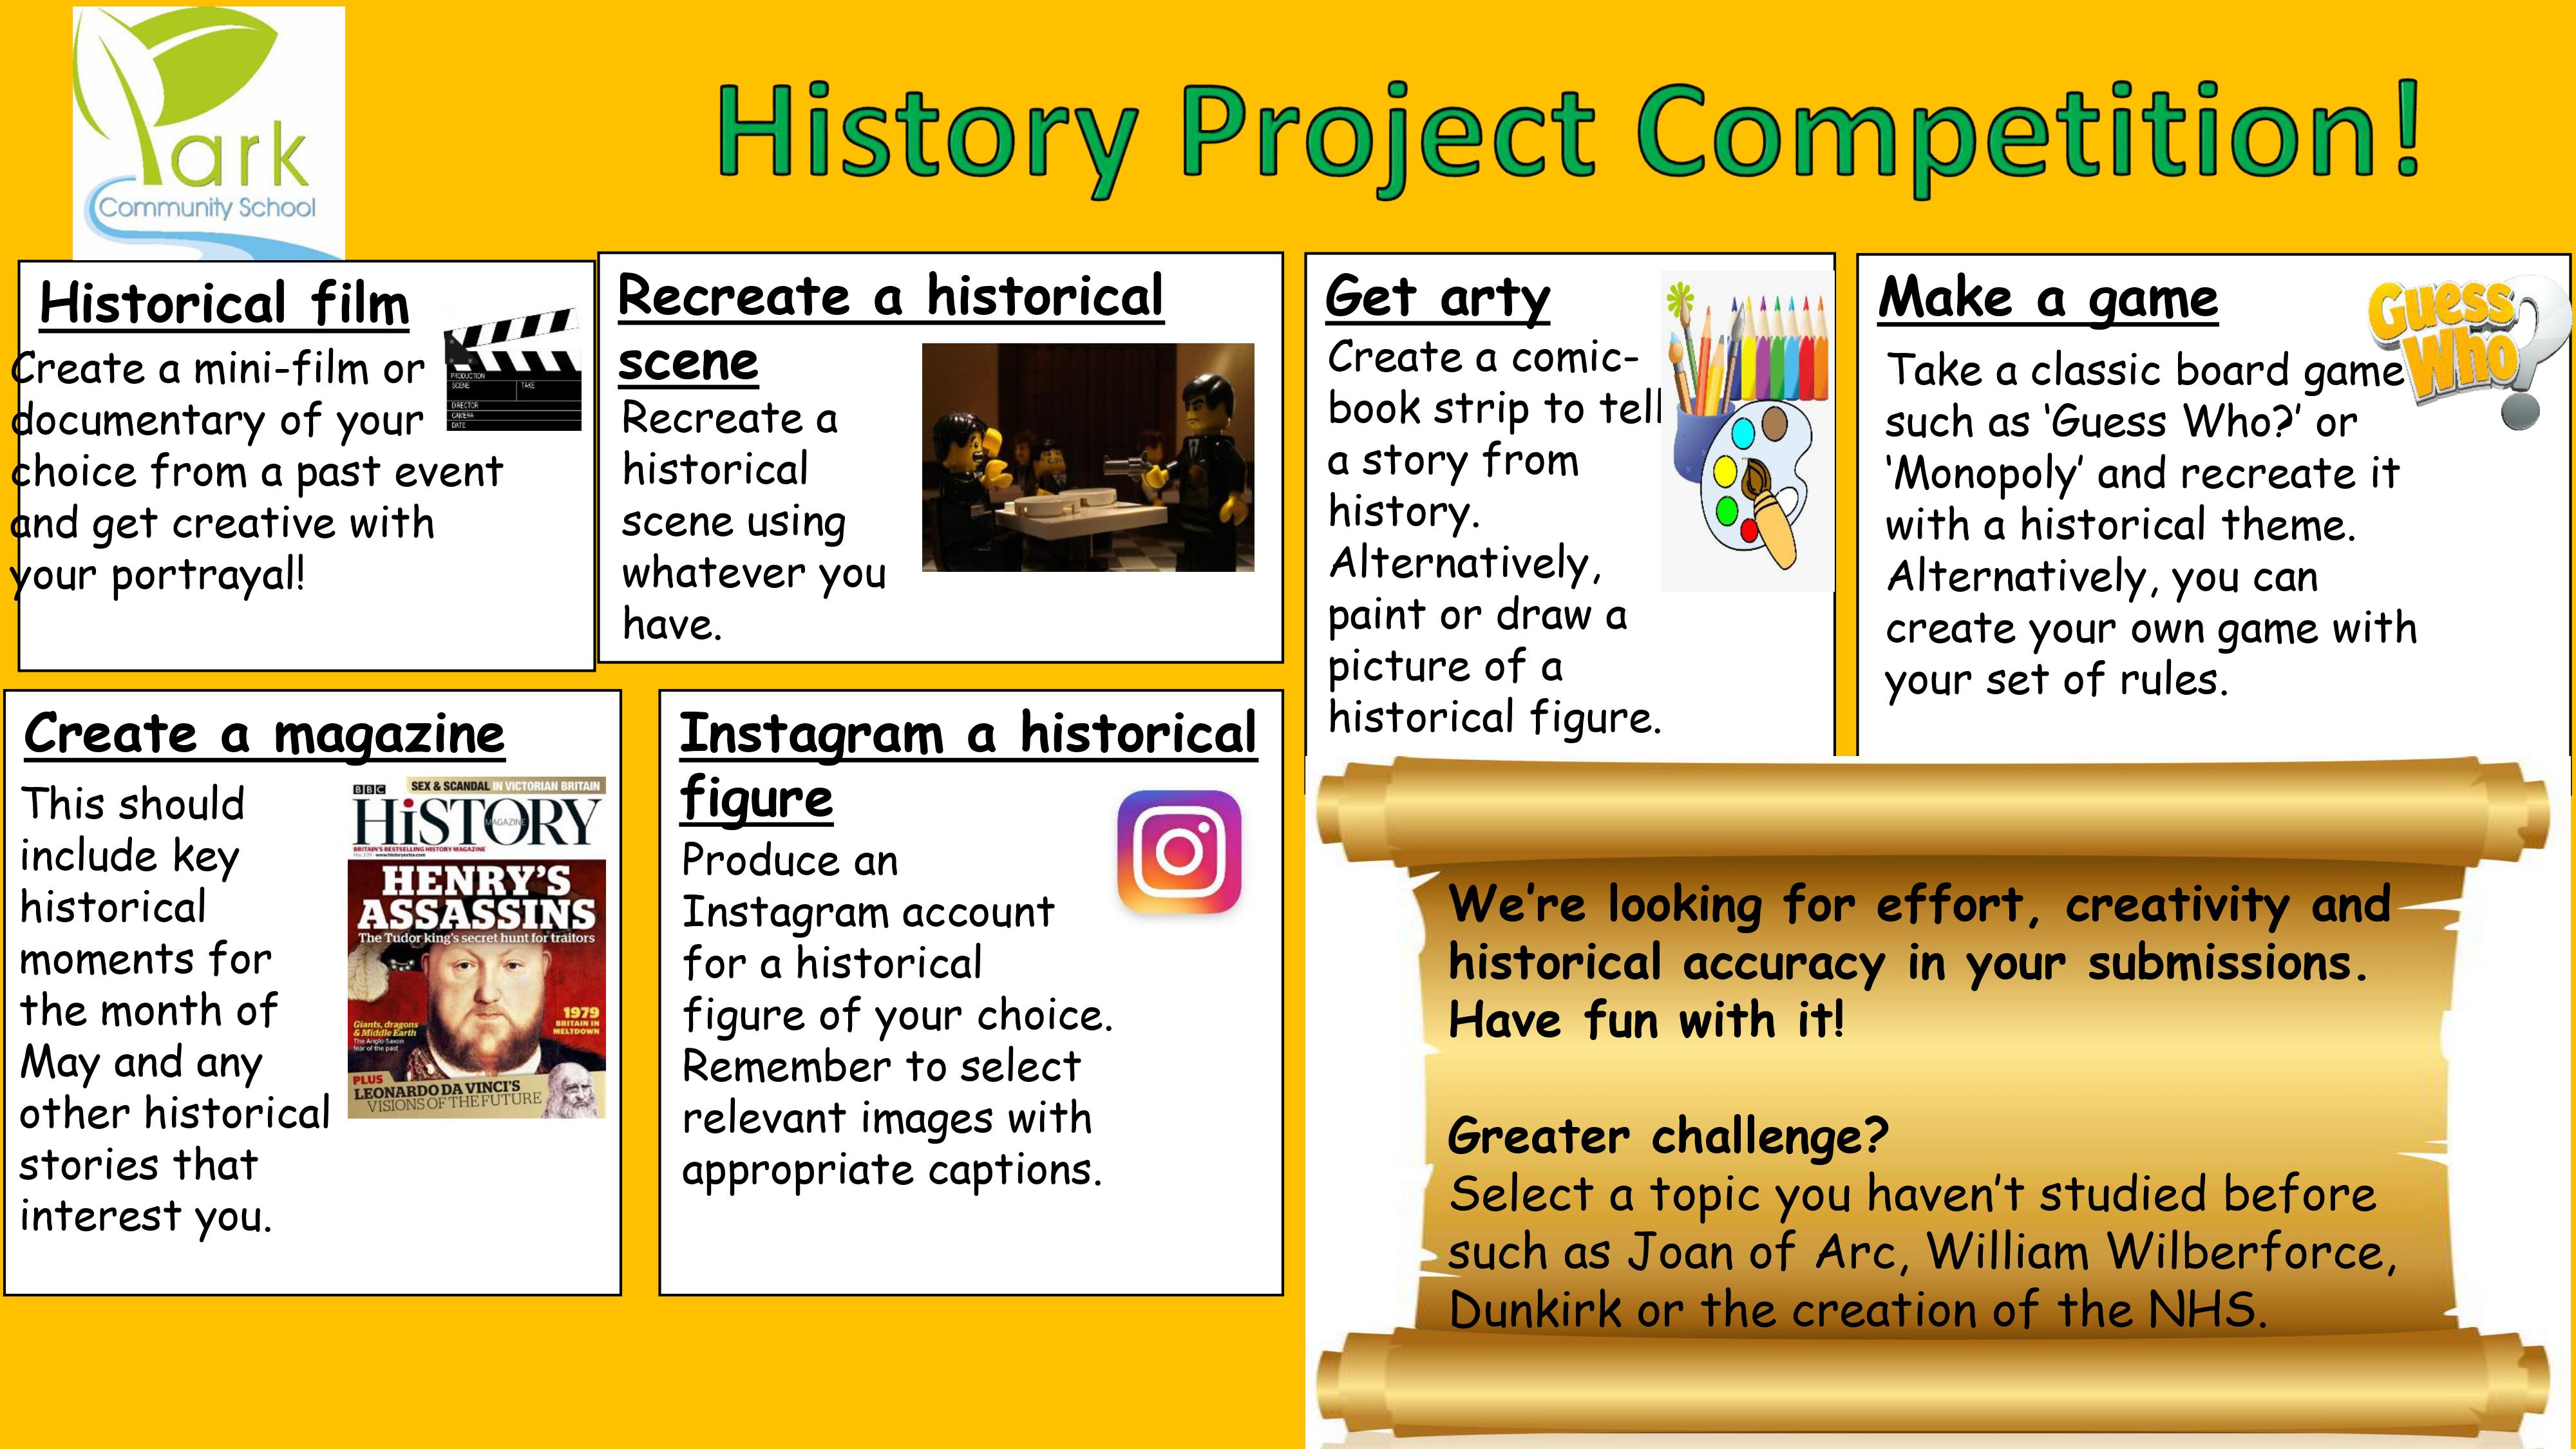 Park
Community School
History Project Competition!
Historical film
Create a mini-film or
documentary of your
choice from a past event
and get creative with
your portrayal!
PRODUCTION
SCENE
TAKE
DIRECTOR
CAMERA
DATE
Recreate a historical
scene
Recreate a
historical
scene using
whatever you
have.
Get arty
Create a comic-
book strip to tell
a story from
history.
Alternatively,
paint or draw a
picture of a
historical figure.
Make a game
Guess
Who?
Take a classic board game
such as ‘Guess Who?’ or
‘Monopoly’ and recreate it
with a historical theme.
Alternatively, you can
create your own game with
your set of rules.
Create a magazine
This should
include key
historical
moments for
the month of
May and any
other historical
stories that
interest you.
BBC
SEX & SCANDAL IN VICTORIAN BRITAIN
HiSTORY
MAGAZINE
BRITAIN'S BESTSELLING HISTORY MAGAZINE
www.historyextra.com
HENRY'S
ASSASSINS
The Tudor king's secret hunt for traitors
1979
BRITAIN IN
MELTDOWN
Giants, dragons
& Middle Earth
The Anglo-Saxon
fear of the past
PLUS
LEONARDO DA VINCI'S
VISIONS OF THE FUTURE
Instagram a historical
figure
Produce an
Instagram account
for a historical
figure of your choice.
Remember to select
relevant images with
appropriate captions.
We’re looking for effort, creativity and
historical accuracy in your submissions.
Have fun with it!
Greater challenge?
Select a topic you haven’t studied before
such as Joan of Arc, William Wilberforce,
Dunkirk or the creation of the NHS.